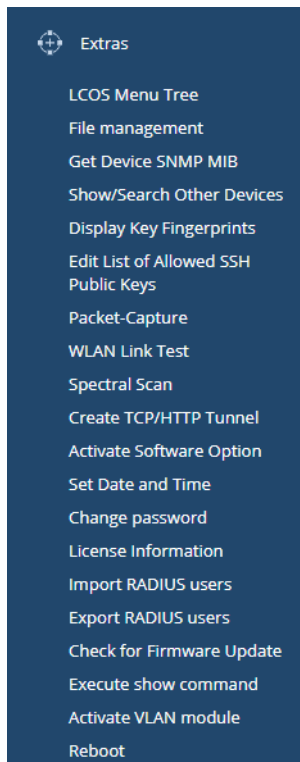 Extras
LCOS Menu Tree
File management
Get Device SNMP MIB
Show/Search Other Devices
Display Key Fingerprints
Edit List of Allowed SSH
Public Keys
Packet-Capture
WLAN Link Test
Spectral Scan
Create TCP/HTTP Tunnel
Activate Software Option
Set Date and Time
Change password
License Information
Import RADIUS users
Export RADIUS users
Check for Firmware Update
Execute show command
Activate VLAN module
Reboot